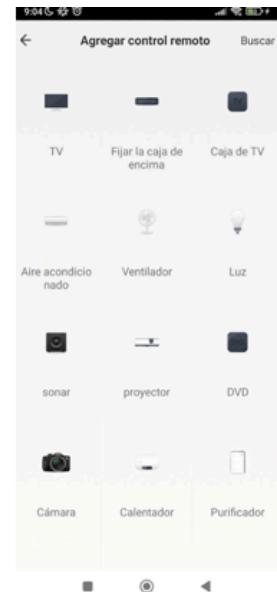 9:04
Agregar control remoto
Buscar
TV
Fijar la caja de
encima
Caja de TV
Aire acondicio
nado
Ventilador
Luz
sonar
proyector
DVD
Cámara
Calentador
Purificador